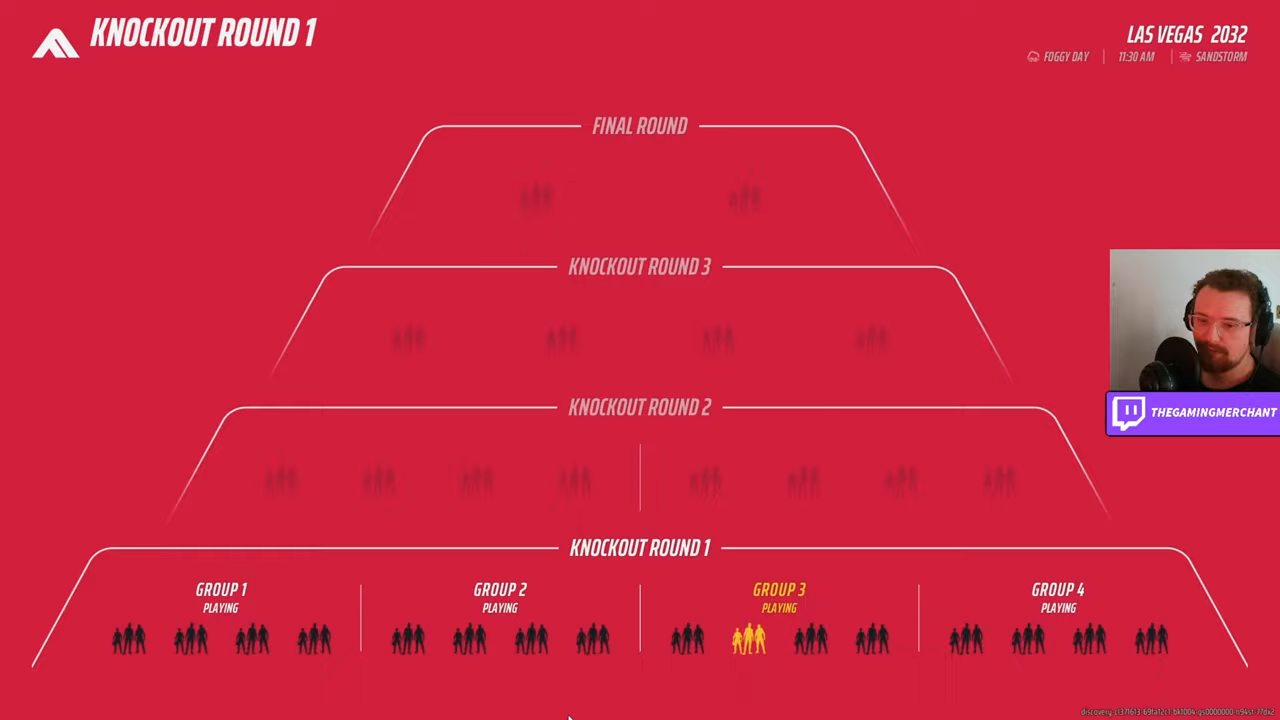 KNOCKOUT ROUND 1
LAS VEGAS 2032
FOGGY DAY
11:30 AM
SANDSTORM
FINAL ROUND
KNOCKOUT ROUND 3
THEGAMINGMERCHANT
KNOCKOUT ROUND 2
KNOCKOUT ROUND 1
GROUP 1
PLAYING
GROUP 2
PLAYING
GROUP 3
PLAYING
GROUP 4
PLAYING